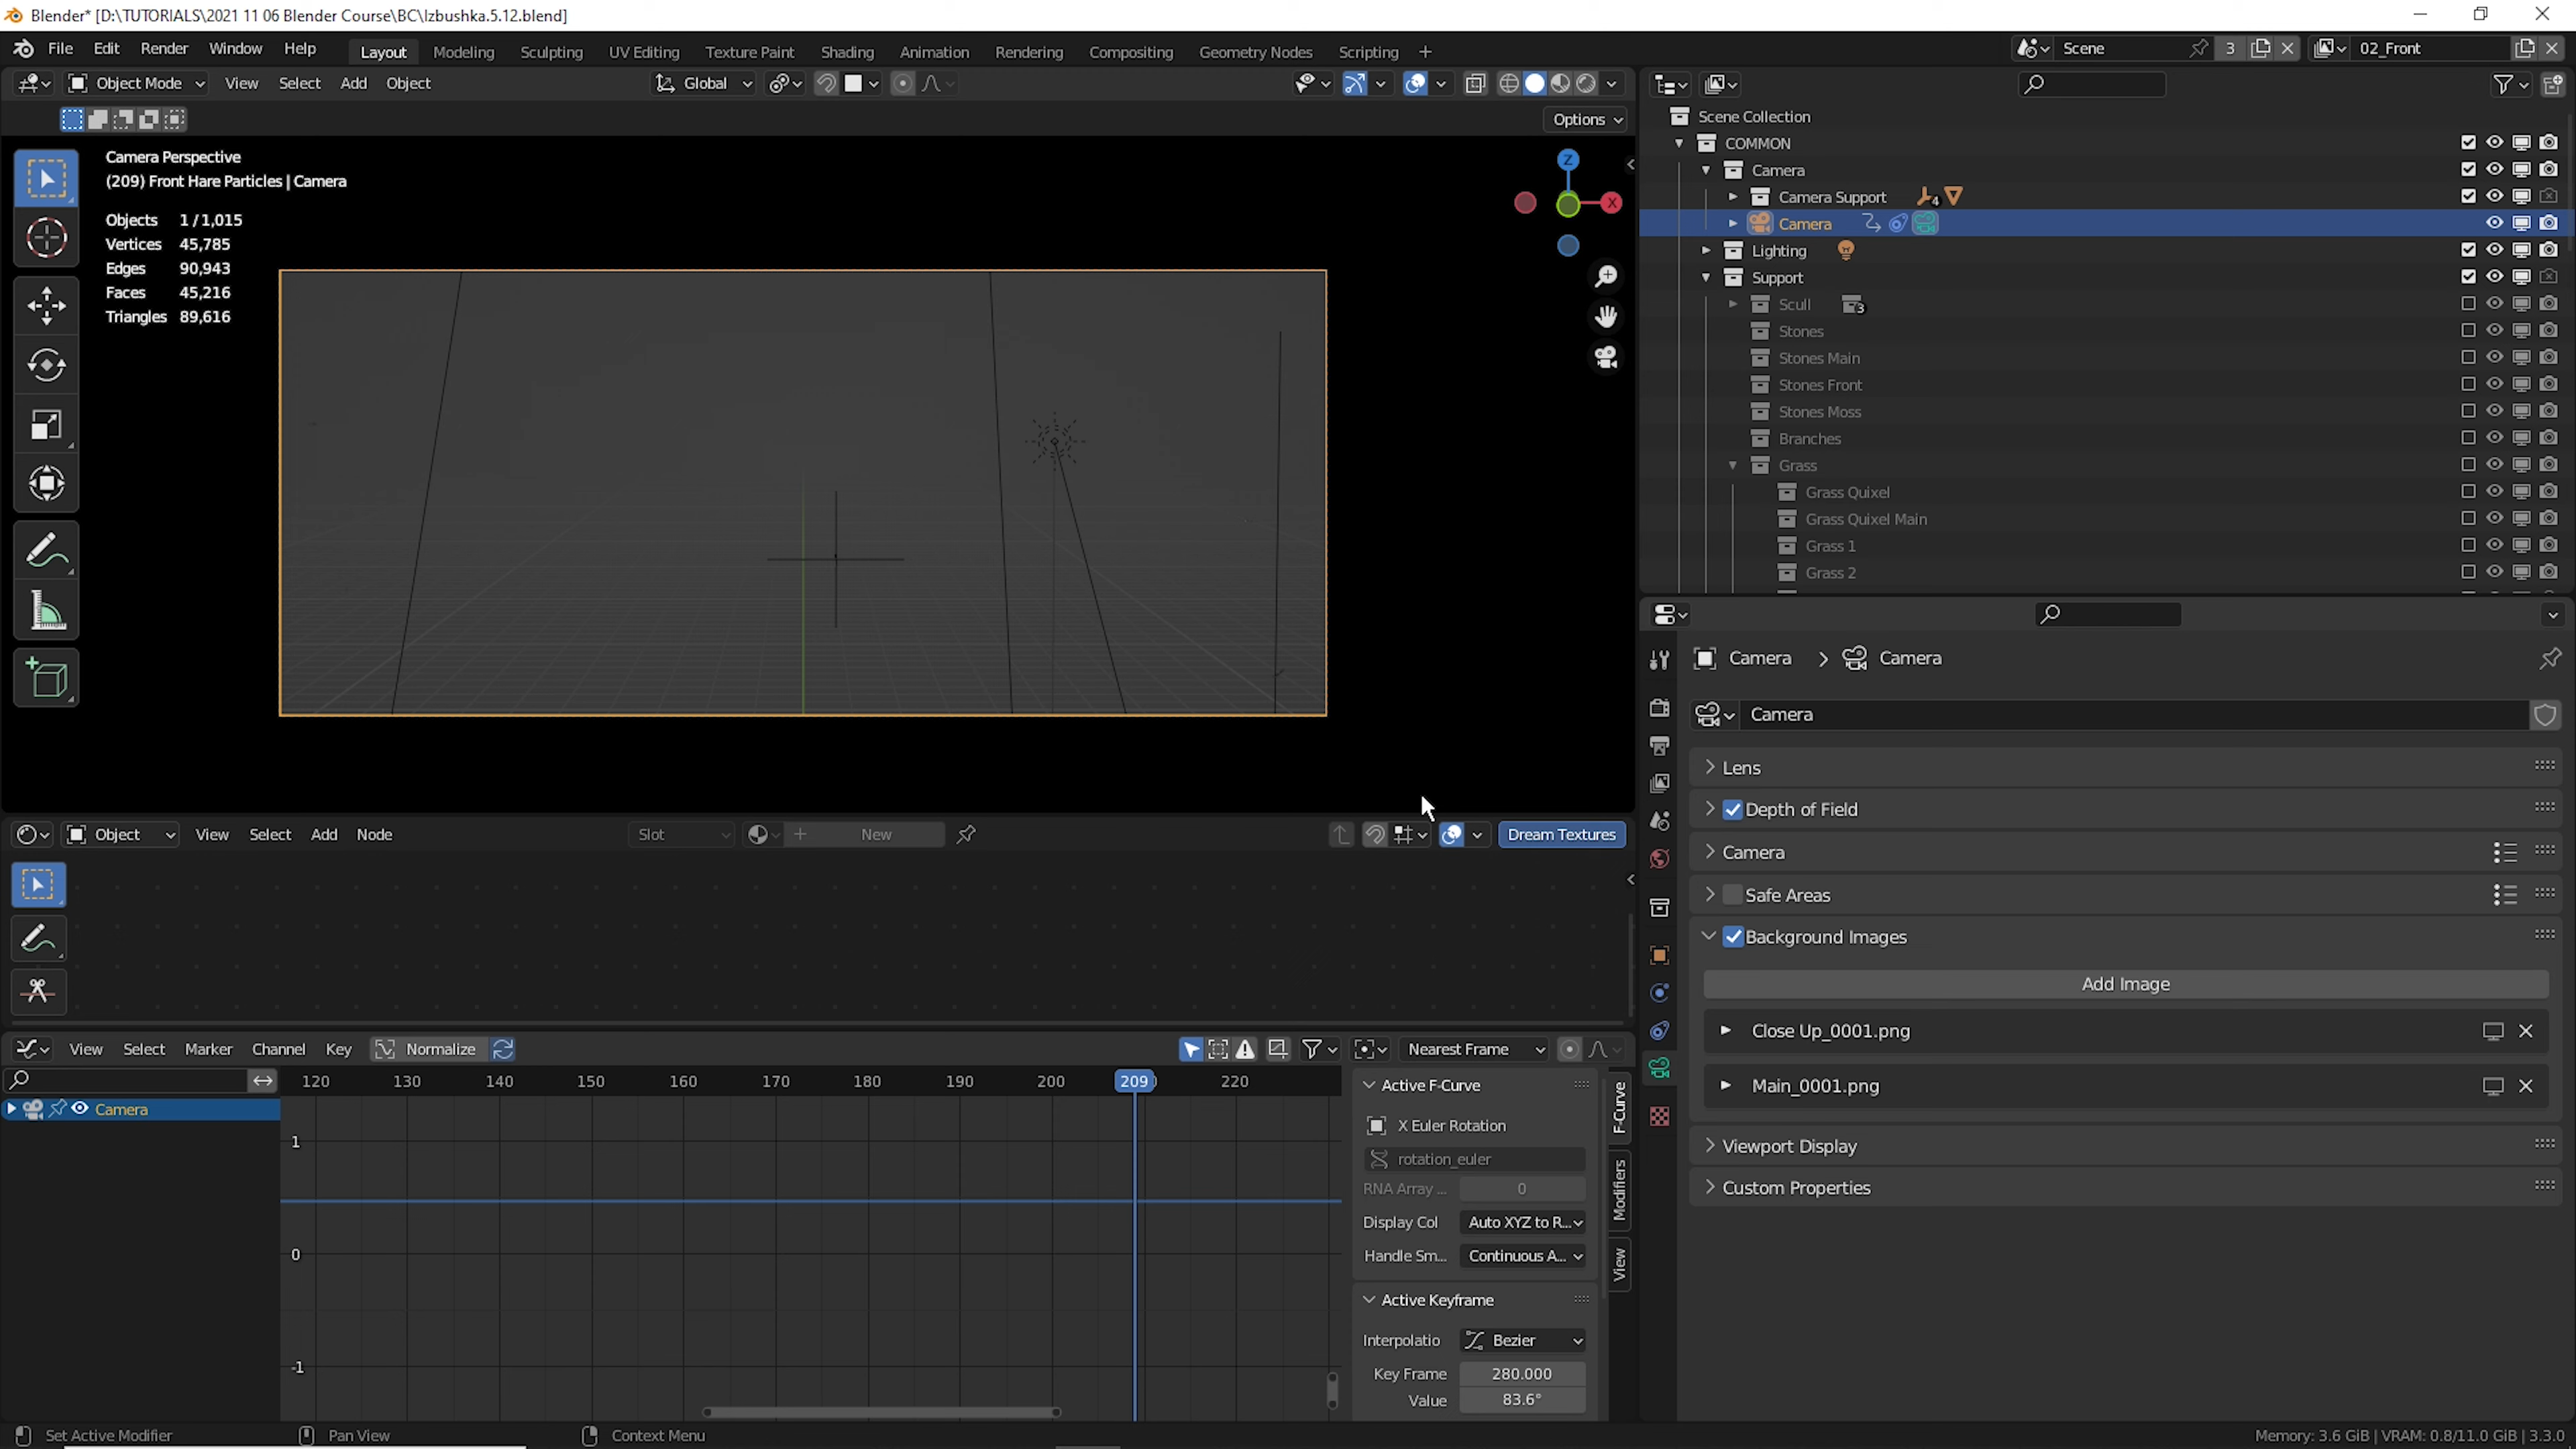 Blender* [D:\TUTORIALS\2021 11 06 Blender Course\BC\Izbushka.5.12.blend]
File Edit Render Window Help Layout Modeling Sculpting UV Editing Texture Paint Shading Animation Rendering Compositing Geometry Nodes Scripting + Scene 3 02_Front
Object Mode View Select Add Object Global
Options
Camera Perspective
(209) Front Hare Particles | Camera
Objects 1 / 1,015
Vertices 45,785
Edges 90,943
Faces 45,216
Triangles 89,616
Z
X
Scene Collection
COMMON
Camera
Camera Support 4
Camera
Lighting
Support
Scull 3
Stones
Stones Main
Stones Front
Stones Moss
Branches
Grass
Grass Quixel
Grass Quixel Main
Grass 1
Grass 2
Camera > Camera
Camera
Lens
Depth of Field
Camera
Safe Areas
Background Images
Add Image
Close Up_0001.png
Main_0001.png
Viewport Display
Custom Properties
Object View Select Add Node Slot New Dream Textures
View Select Marker Channel Key Normalize Nearest Frame
120 130 140 150 160 170 180 190 200 209 220
Camera
1
0
-1
Active F-Curve
X Euler Rotation
rotation_euler
RNA Array ... 0
Display Col Auto XYZ to R...
Handle Sm... Continuous A...
Active Keyframe
Interpolatio Bezier
Key Frame 280.000
Value 83.6°
F-Curve
Modifiers
View
Set Active Modifier Pan View Context Menu Memory: 3.6 GiB | VRAM: 0.8/11.0 GiB | 3.3.0